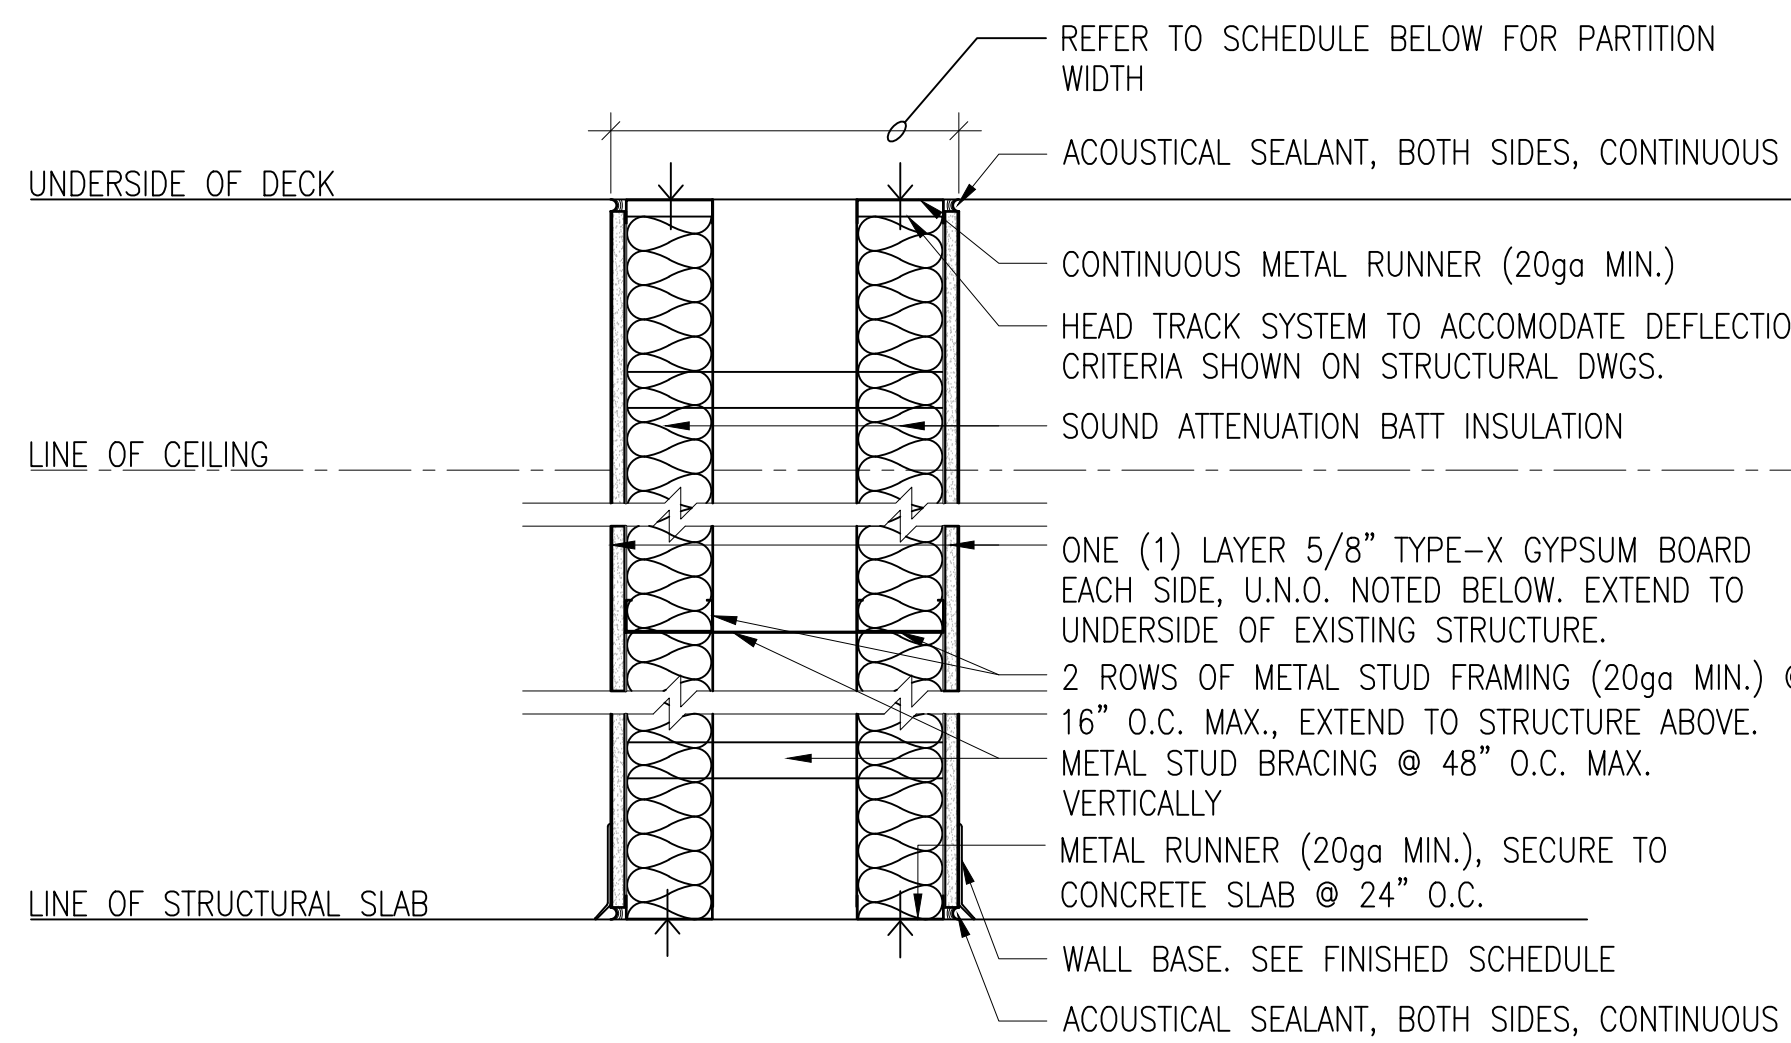 REFER TO SCHEDULE BELOW FOR PARTITION
WIDTH
ACOUSTICAL SEALANT, BOTH SIDES, CONTINUOUS
UNDERSIDE OF DECK
CONTINUOUS METAL RUNNER (20ga MIN.)
HEAD TRACK SYSTEM TO ACCOMODATE DEFLECTIO
CRITERIA SHOWN ON STRUCTURAL DWGS.
SOUND ATTENUATION BATT INSULATION
LINE OF CEILING
ONE (1) LAYER 5/8” TYPE-X GYPSUM BOARD
EACH SIDE, U.N.O. NOTED BELOW. EXTEND TO
UNDERSIDE OF EXISTING STRUCTURE.
2 ROWS OF METAL STUD FRAMING (20ga MIN.) @
16” O.C. MAX., EXTEND TO STRUCTURE ABOVE.
METAL STUD BRACING @ 48” O.C. MAX.
VERTICALLY
METAL RUNNER (20ga MIN.), SECURE TO
CONCRETE SLAB @ 24” O.C.
LINE OF STRUCTURAL SLAB
WALL BASE. SEE FINISHED SCHEDULE
ACOUSTICAL SEALANT, BOTH SIDES, CONTINUOUS